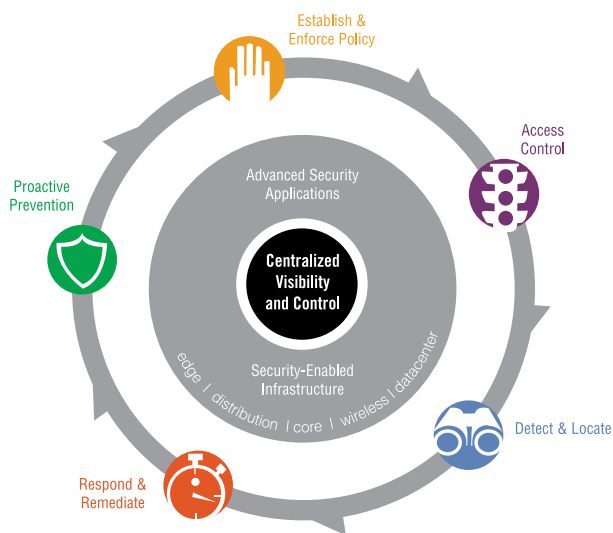 Establish &
Enforce Policy
Access
Control
Proactive
Prevention
Advanced Security
Applications
Centralized
Visibility
and Control
Security-Enabled
Infrastructure
edge | distribution | core | wireless | datacenter
Detect & Locate
Respond &
Remediate